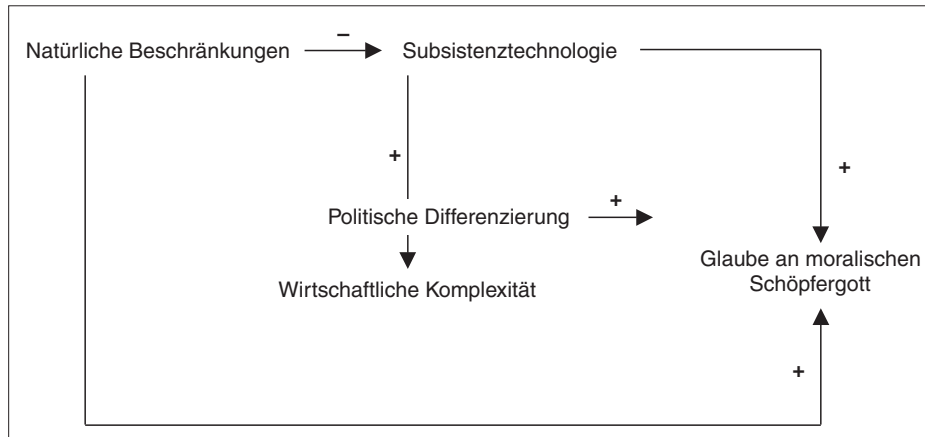 Natürliche Beschränkungen – Subsistenztechnologie
+ +
Politische Differenzierung +
Glaube an moralischen
Schöpfergott
Wirtschaftliche Komplexität
+